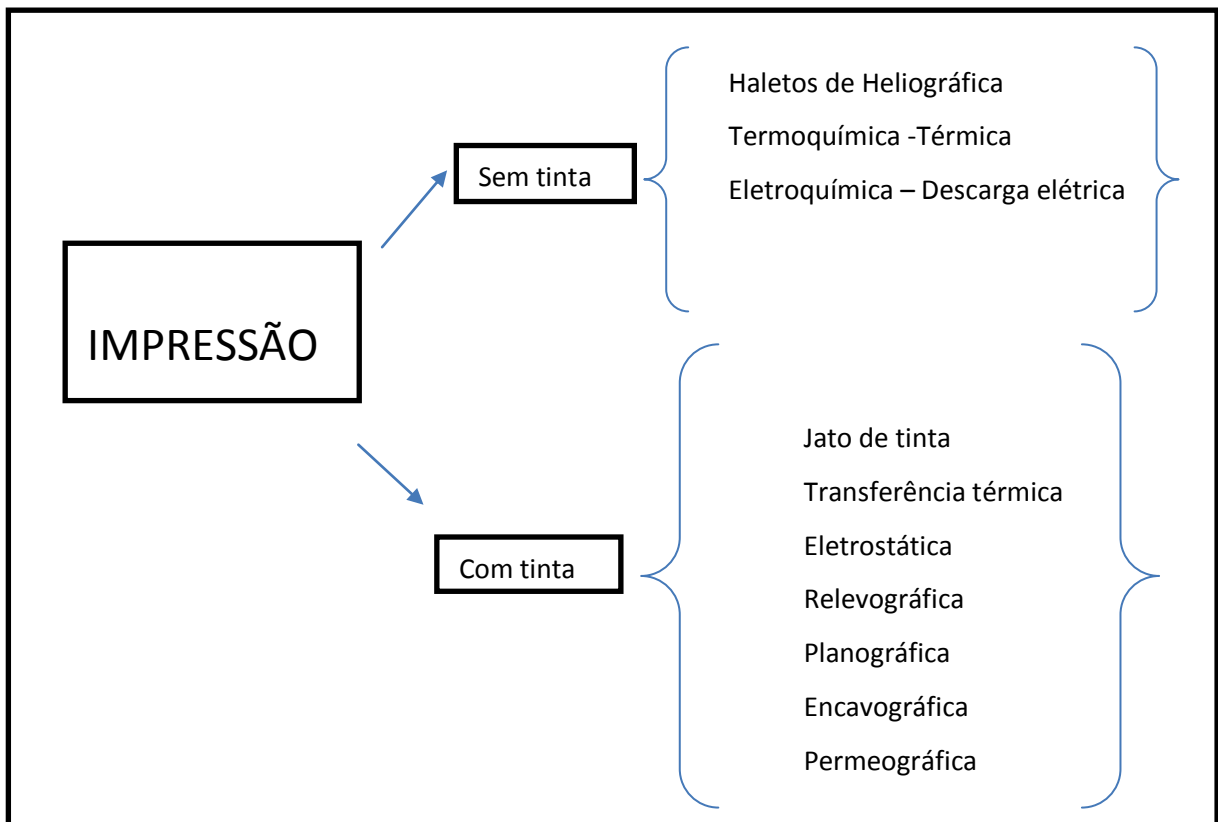 IMPRESSÃO
Sem tinta
Haletos de Heliográfica
Termoquímica -Térmica
Eletroquímica – Descarga elétrica
Com tinta
Jato de tinta
Transferência térmica
Eletrostática
Relevográfica
Planográfica
Encavográfica
Permeográfica